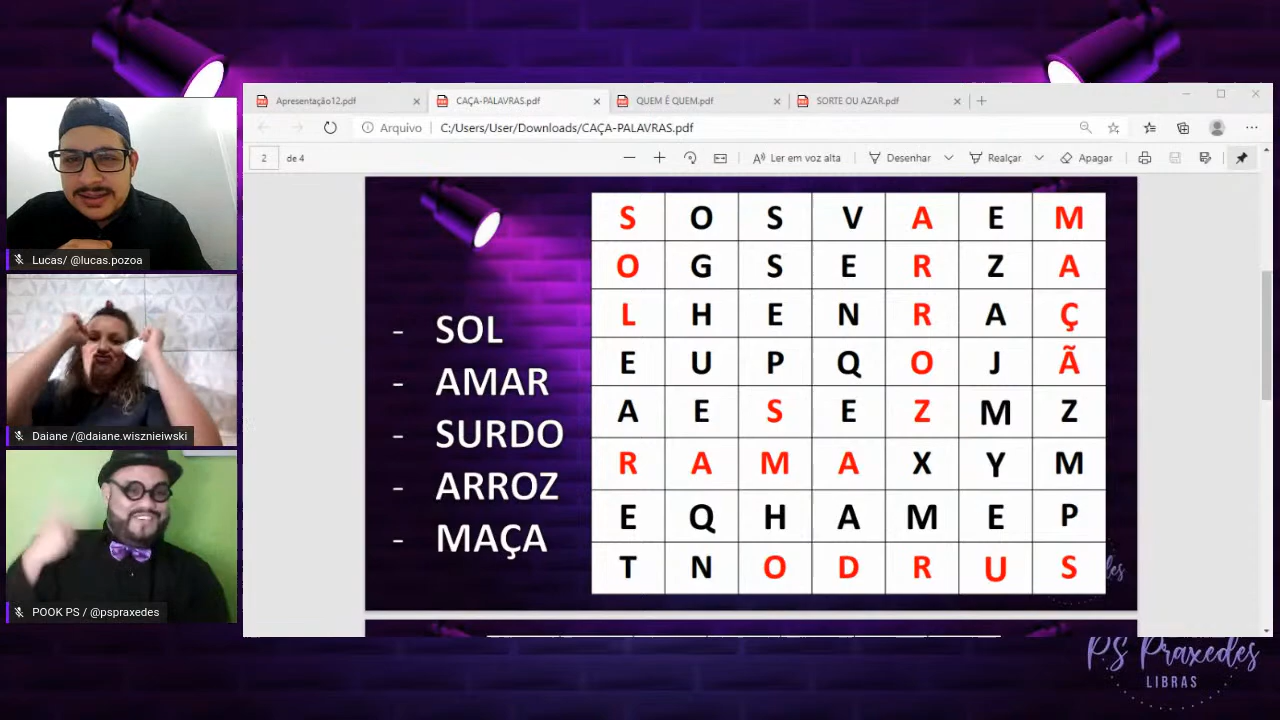 Apresentação12.pdf
CAÇA-PALAVRAS.pdf
QUEM É QUEM.pdf
SORTE OU AZAR.pdf
Arquivo
C:/Users/User/Downloads/CAÇA-PALAVRAS.pdf
2 de 4
Ler em voz alta
Desenhar
Realçar
Apagar
Lucas/ @lucas.pozoa
Daiane /@daiane.wisznieiwski
POOK PS / @pspraxedes
- SOL
- AMAR
- SURDO
- ARROZ
- MAÇA
S O S V A E M
O G S E R Z A
L H E N R A Ç
E U P Q O J Ã
A E S E Z M Z
R A M A X Y M
E Q H A M E P
T N O D R U S
PS Praxedes
LIBRAS